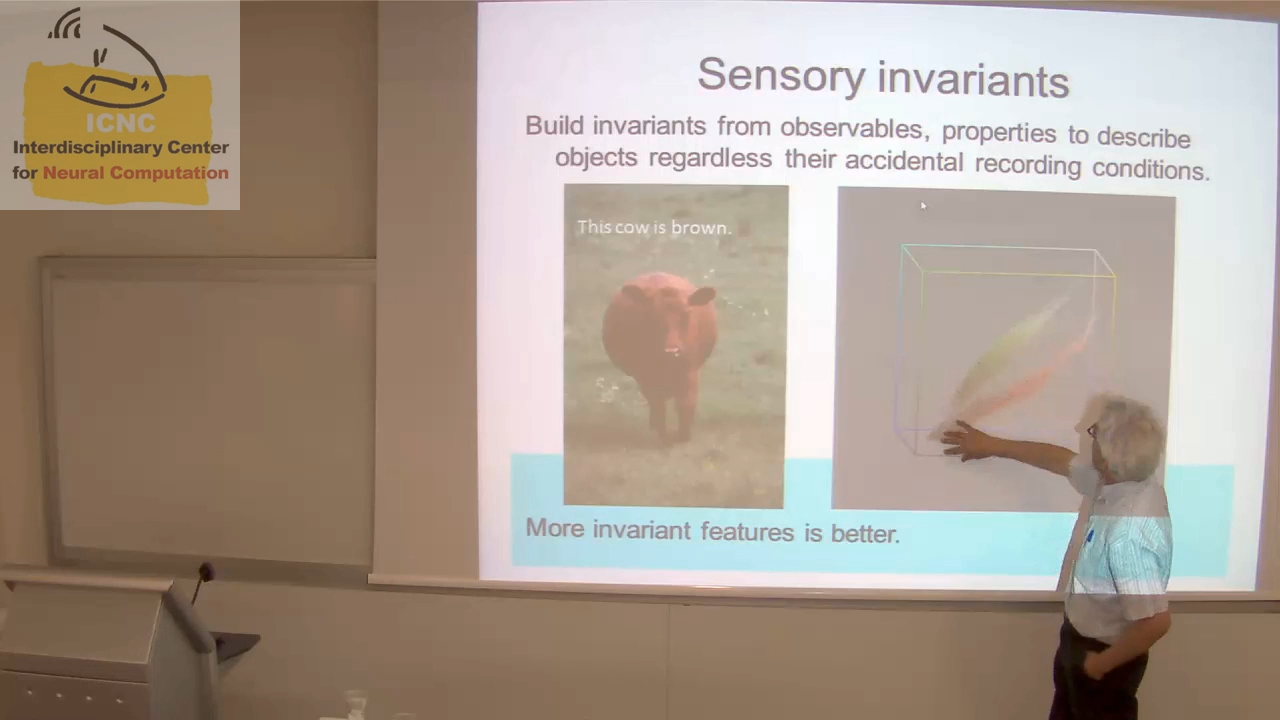 ICNC
Interdisciplinary Center
for Neural Computation
Sensory invariants
Build invariants from observables, properties to describe
objects regardless their accidental recording conditions.
This cow is brown.
More invariant features is better.